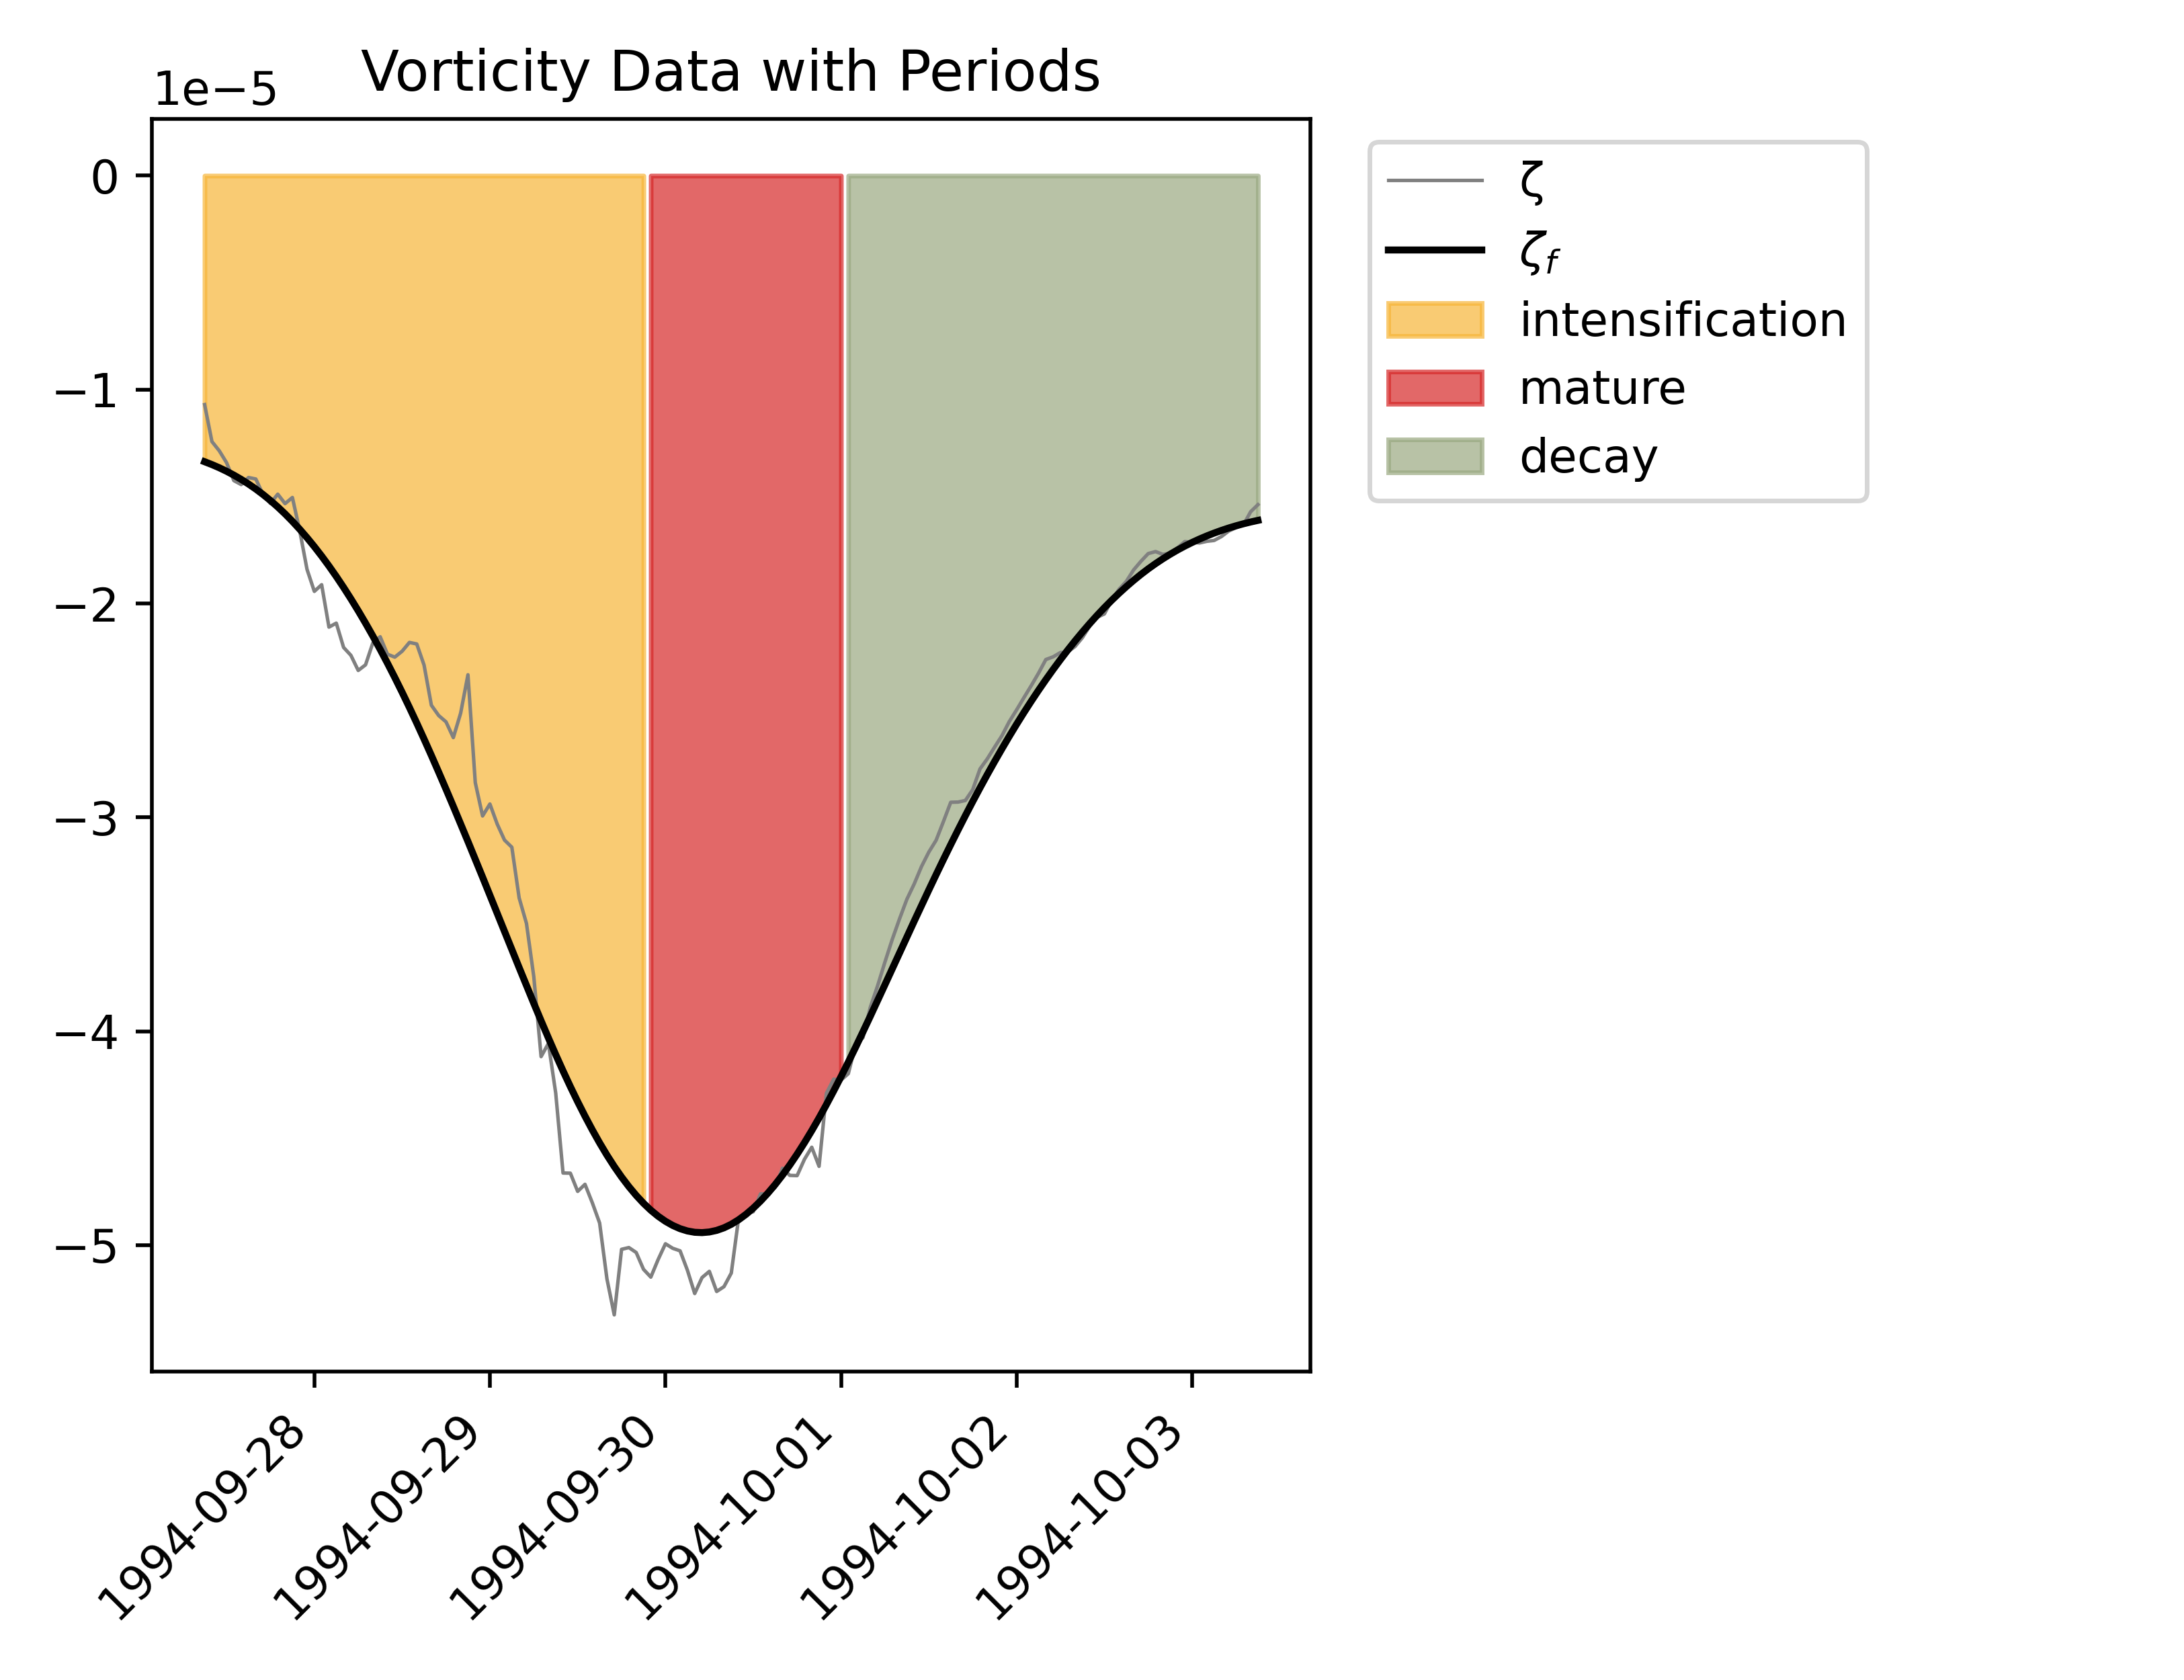 Vorticity Data with Periods
1e−5
0
−1
−2
−3
−4
−5
1994-09-28
1994-09-29
1994-09-30
1994-10-01
1994-10-02
1994-10-03
ζ
ζf
intensification
mature
decay